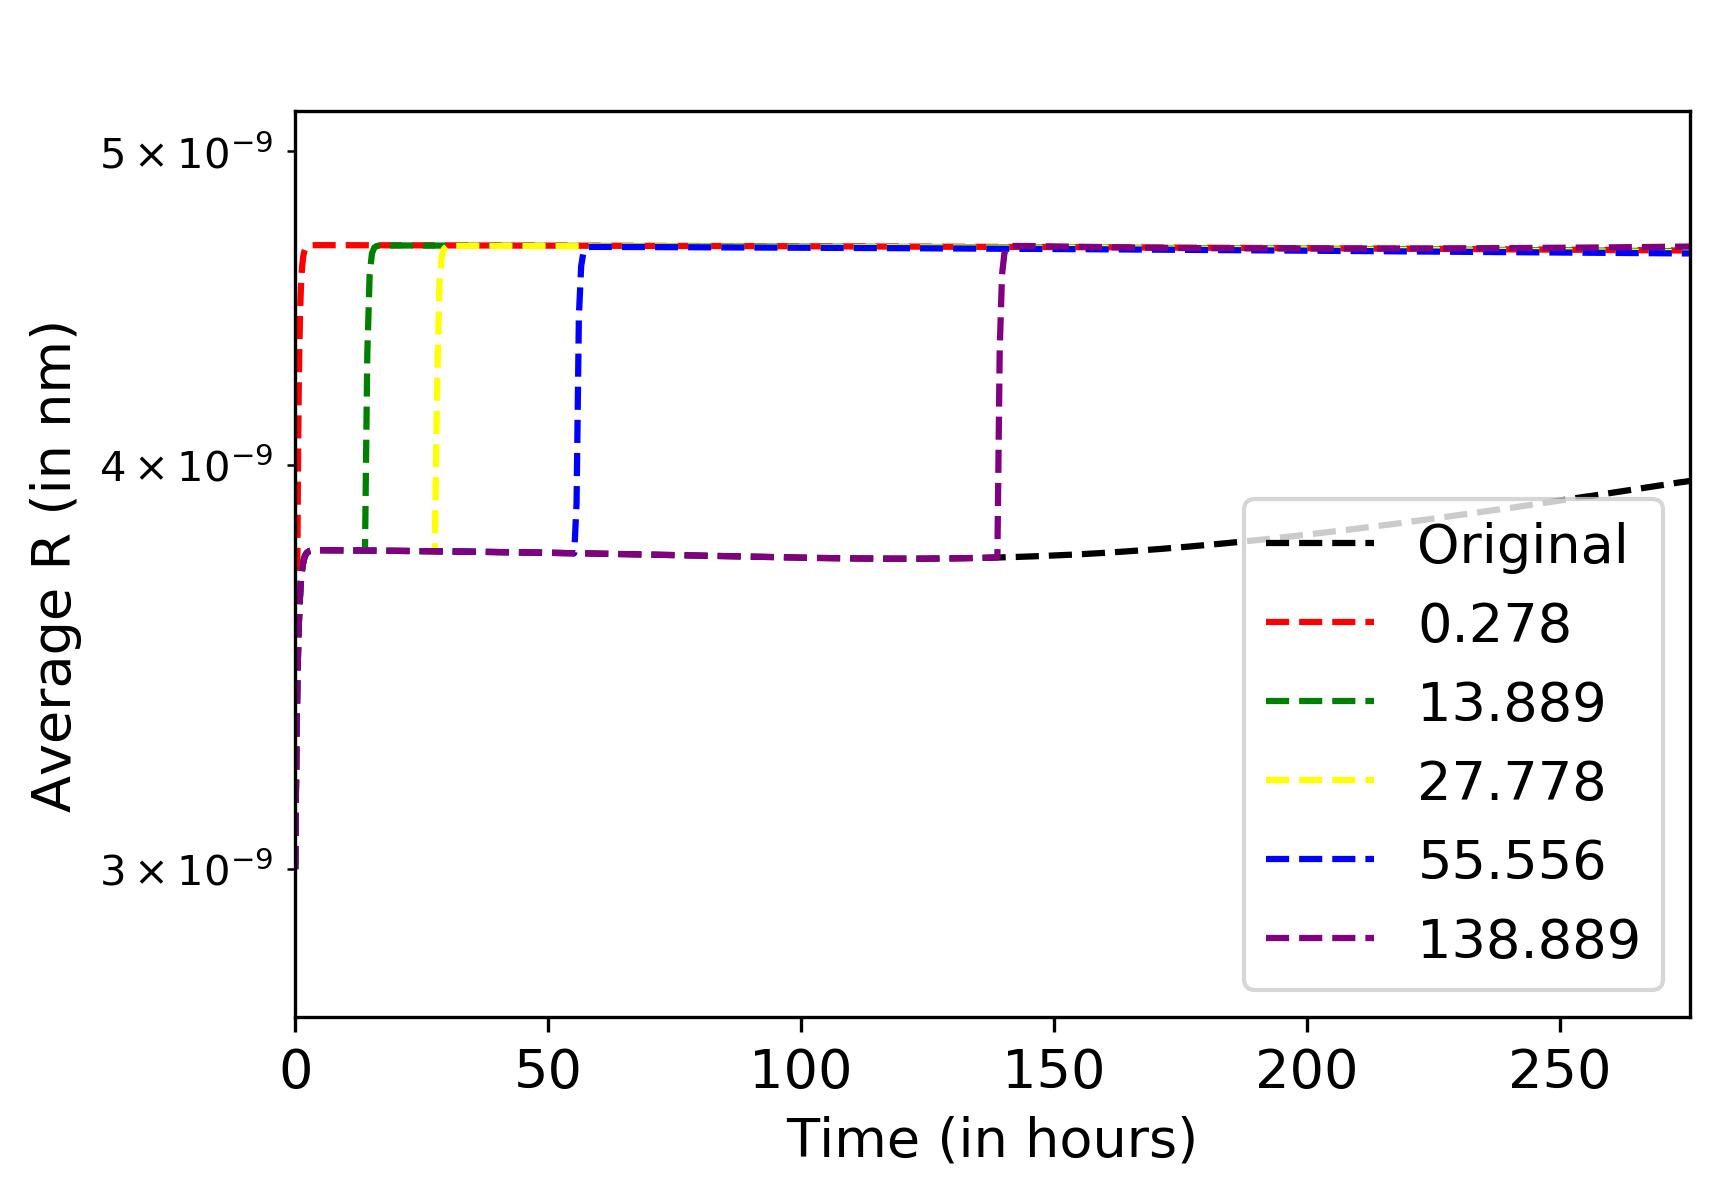 5 × 10⁻⁹
4 × 10⁻⁹
3 × 10⁻⁹
Average R (in nm)
Original
0.278
13.889
27.778
55.556
138.889
0 50 100 150 200 250
Time (in hours)